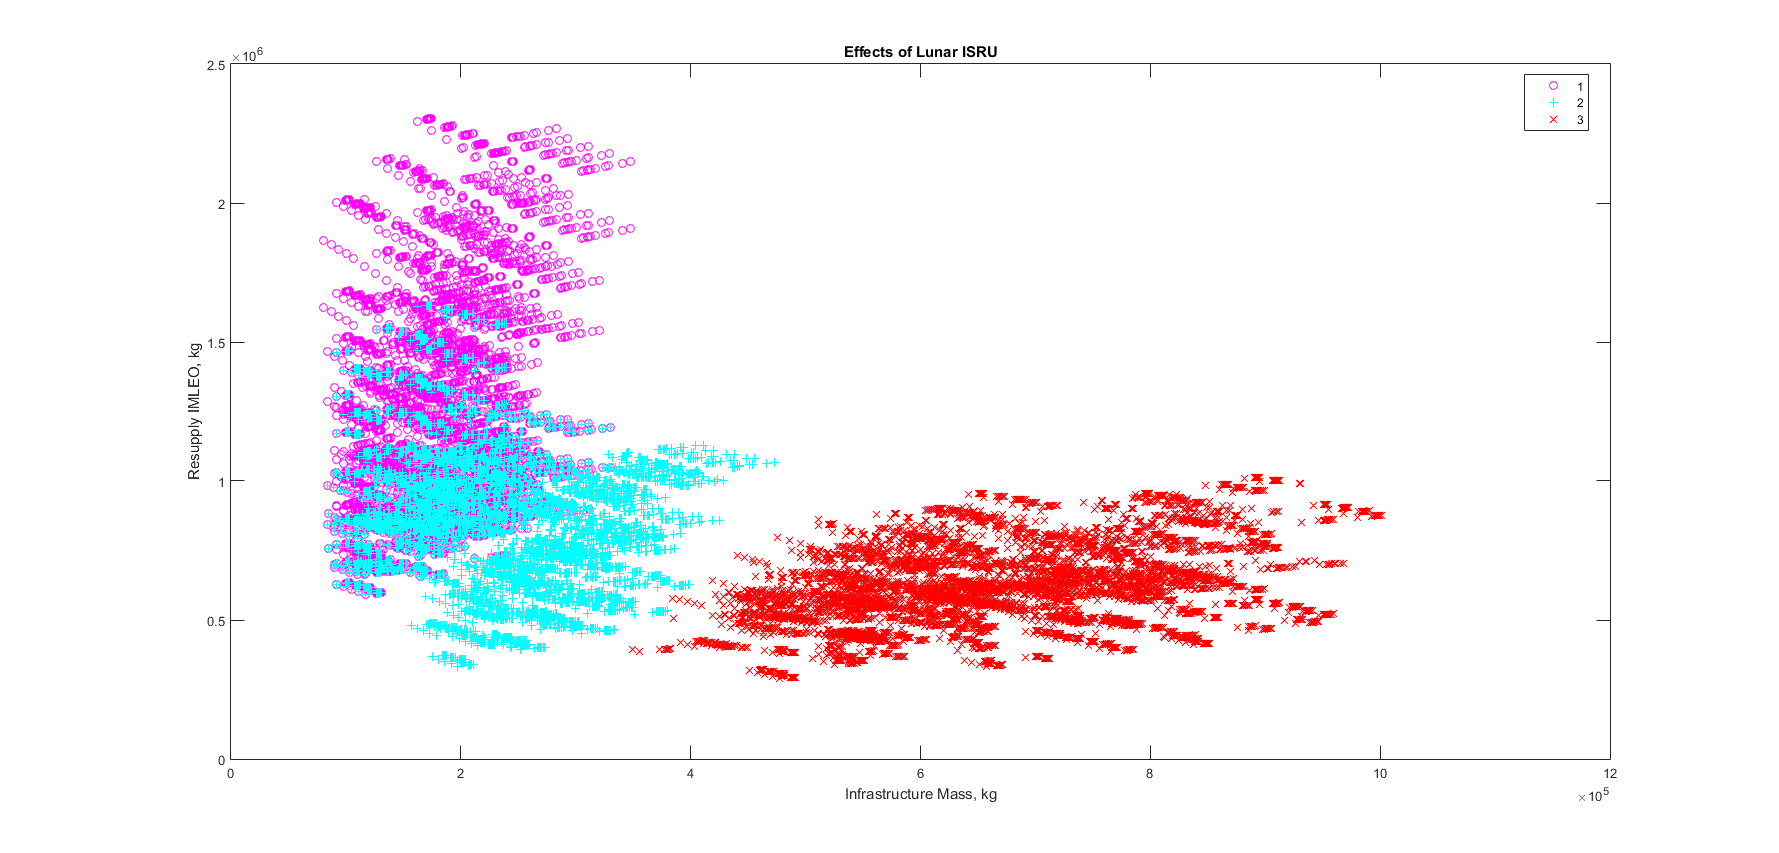 Effects of Lunar ISRU
×10^6
2.5
2
1.5
1
0.5
0
Resupply IMLEO, kg
0 2 4 6 8 10 12
Infrastructure Mass, kg
×10^5
1
2
3